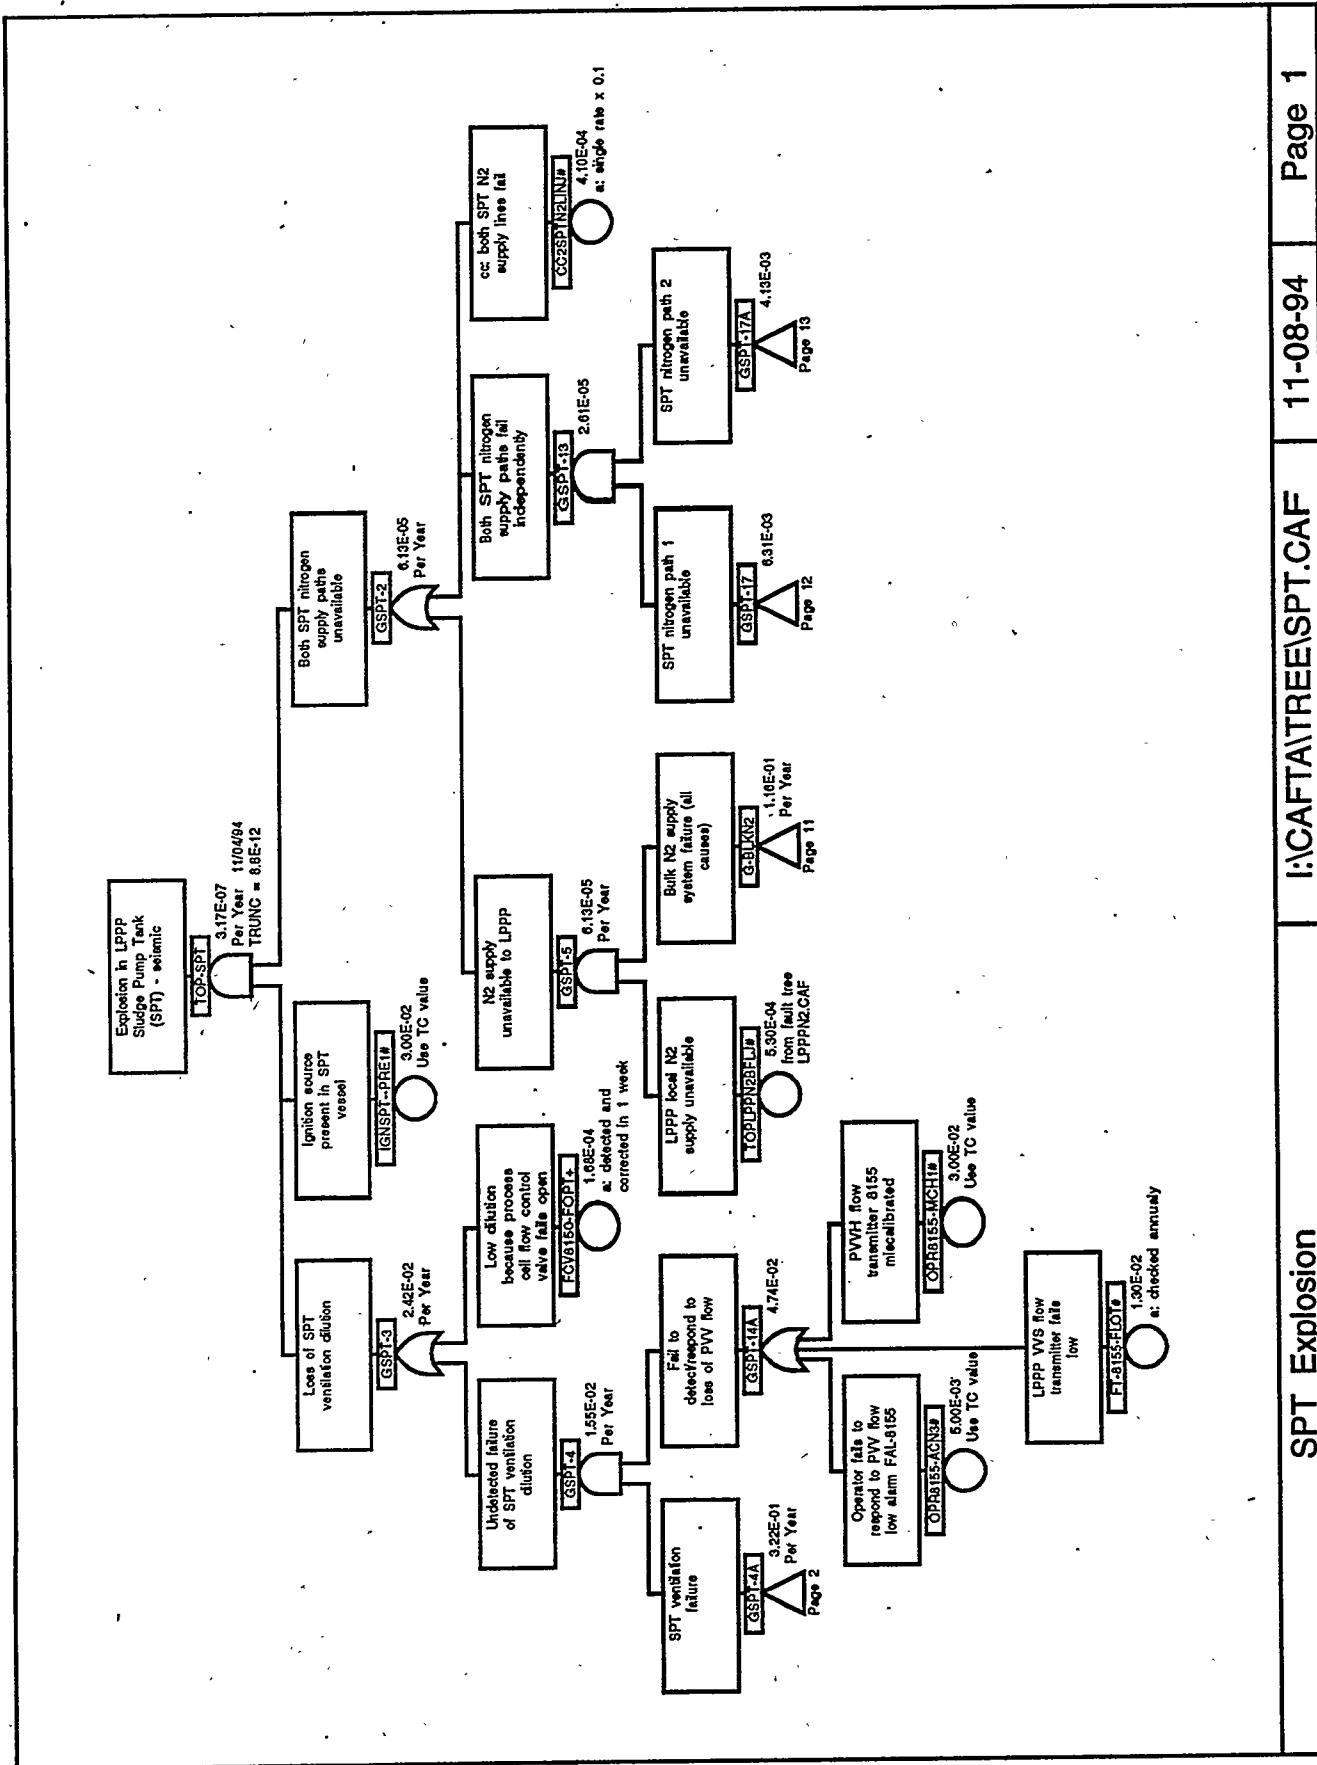 Explosion in LPPP
Sludge Pump Tank
(SPT) - seismic
TOP-SPT
3.17E-07
Per Year 11/04/94
TRUNC = 8.8E-12
Loss of SPT
ventilation dilution
GSPT-3
2.42E-02
Per Year
Ignition source
present in SPT
vessel
IGNSPT--PRE1#
3.00E-02
Use TC value
Both SPT nitrogen
supply paths
unavailable
GSPT-2
6.13E-05
Per Year
Undetected failure
of SPT ventilation
dilution
GSPT-4
1.55E-02
Per Year
Low dilution
because process
cell flow control
valve fails open
FCV8150-FOPT+
1.68E-04
a: detected and
corrected in 1 week
N2 supply
unavailable to LPPP
GSPT-5
6.13E-05
Per Year
Both SPT nitrogen
supply paths fail
independently
GSPT-13
2.61E-05
cc: both SPT N2
supply lines fail
CC2SPTN2LINJ#
4.10E-04
a: single rate x 0.1
SPT ventilation
failure
GSPT-4A
3.22E-01
Per Year
Page 2
Fail to
detect/respond to
loss of PVV flow
GSPT-14A
4.74E-02
LPPP local N2
supply unavailable
TOPLPPN2BFLJ#
5.30E-04
from fault tree
LPPPN2.CAF
Bulk N2 supply
system failure (all
causes)
G-BLKN2
1.16E-01
Per Year
Page 11
SPT nitrogen path 1
unavailable
GSPT-17
6.31E-03
Page 12
SPT nitrogen path 2
unavailable
GSPT-17A
4.13E-03
Page 13
Operator fails to
respond to PVV flow
low alarm FAL-8155
OPR8155-ACN3#
5.00E-03
Use TC value
PVVH flow
transmitter 8155
miscalibrated
OPR8155-MCH1#
3.00E-02
Use TC value
LPPP VVS flow
transmitter fails
low
FT-8155-FLOT#
1.30E-02
a: checked annualy
SPT Explosion
I:\CAFTA\TREE\SPT.CAF
11-08-94
Page 1